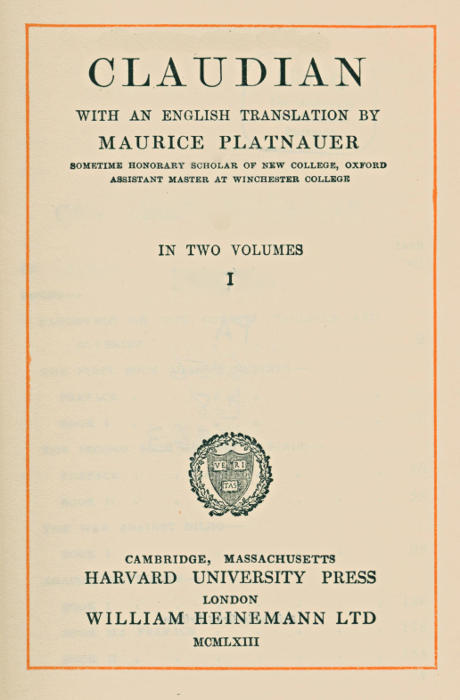 CLAUDIAN
WITH AN ENGLISH TRANSLATION BY
MAURICE PLATNAUER
SOMETIME HONORARY SCHOLAR OF NEW COLLEGE, OXFORD
ASSISTANT MASTER AT WINCHESTER COLLEGE
IN TWO VOLUMES
I
VE RI
TAS
CAMBRIDGE, MASSACHUSETTS
HARVARD UNIVERSITY PRESS
LONDON
WILLIAM HEINEMANN LTD
MCMLXIII